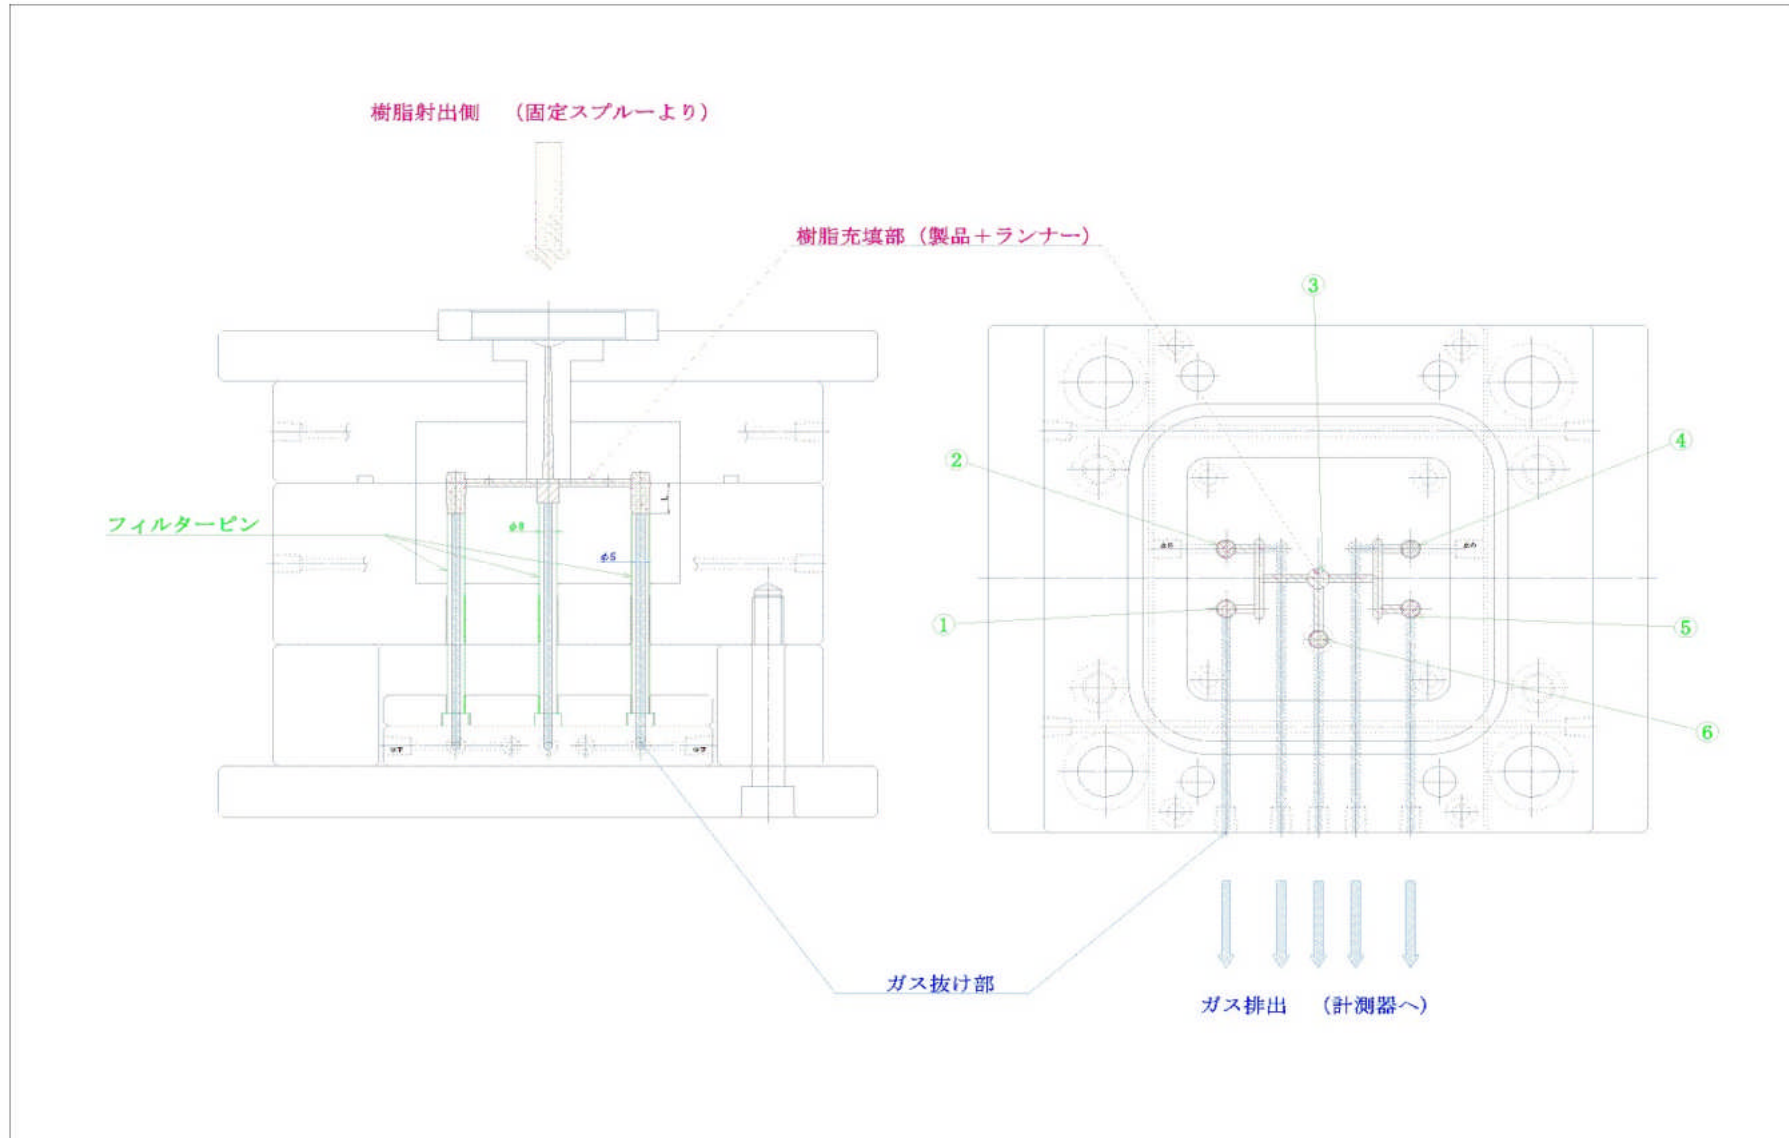 樹脂射出側　（固定スプルーより）
樹脂充填部（製品＋ランナー）
③
④
②
フィルターピン
φ8
L
φ5
①
⑤
⑥
ガス抜け部
ガス排出　（計測器へ）